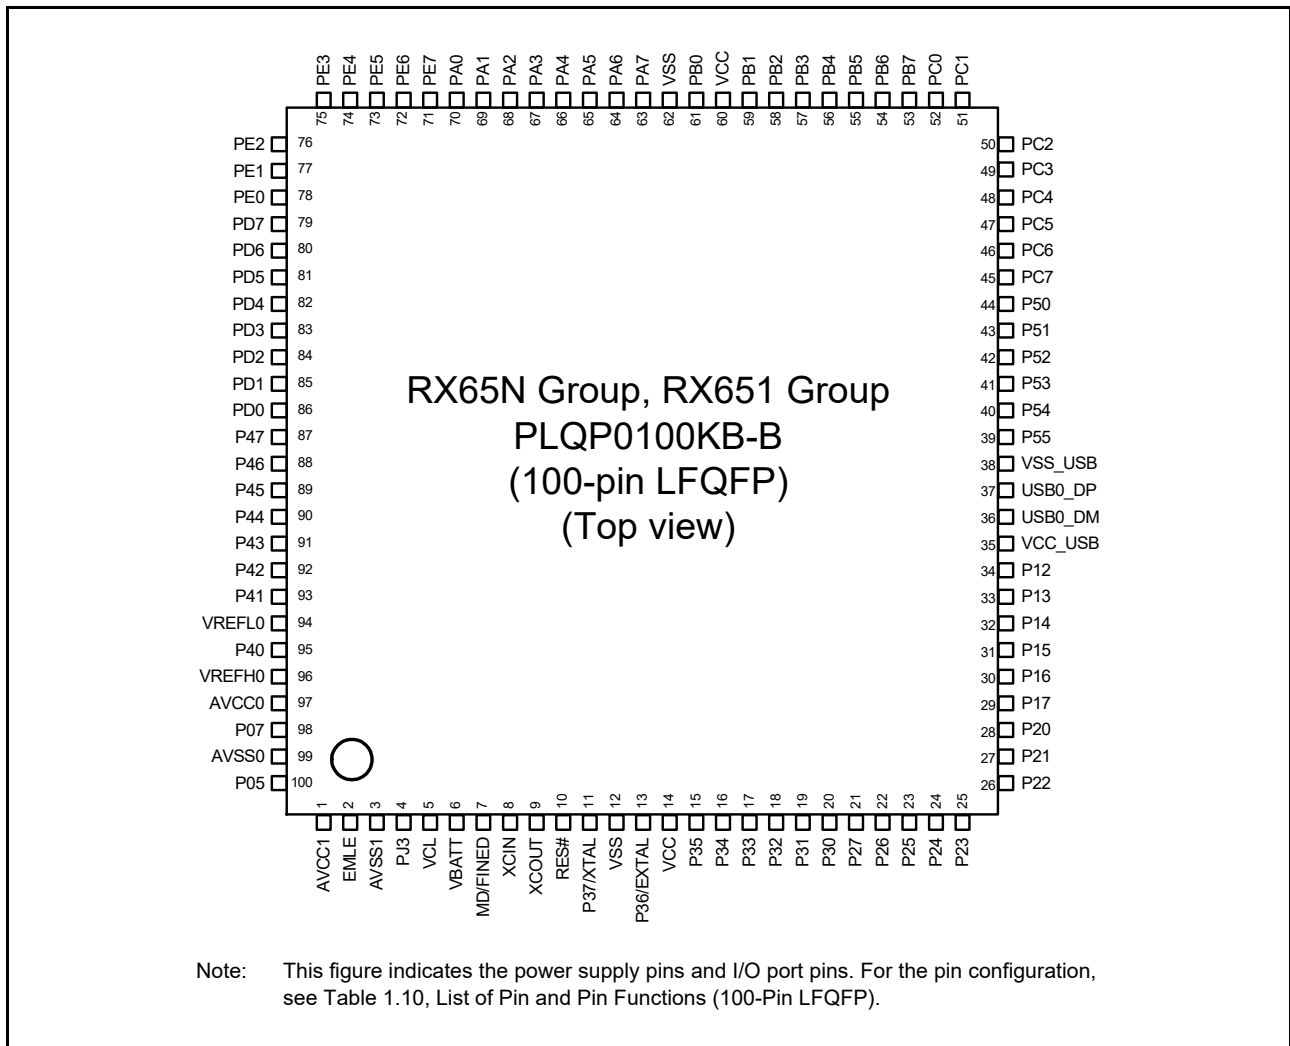 PE3 PE4 PE5 PE6 PE7 PA0 PA1 PA2 PA3 PA4 PA5 PA6 PA7 VSS PB0 VCC PB1 PB2 PB3 PB4 PB5 PB6 PB7 PC0 PC1
75 74 73 72 71 70 69 68 67 66 65 64 63 62 61 60 59 58 57 56 55 54 53 52 51
PE2 76
PE1 77
PE0 78
PD7 79
PD6 80
PD5 81
PD4 82
PD3 83
PD2 84
PD1 85
PD0 86
P47 87
P46 88
P45 89
P44 90
P43 91
P42 92
P41 93
VREFL0 94
P40 95
VREFH0 96
AVCC0 97
P07 98
AVSS0 99
P05 100
RX65N Group, RX651 Group
PLQP0100KB-B
(100-pin LFQFP)
(Top view)
50 PC2
49 PC3
48 PC4
47 PC5
46 PC6
45 PC7
44 P50
43 P51
42 P52
41 P53
40 P54
39 P55
38 VSS_USB
37 USB0_DP
36 USB0_DM
35 VCC_USB
34 P12
33 P13
32 P14
31 P15
30 P16
29 P17
28 P20
27 P21
26 P22
1 2 3 4 5 6 7 8 9 10 11 12 13 14 15 16 17 18 19 20 21 22 23 24 25
AVCC1 EMLE AVSS1 PJ3 VCL VBATT MD/FINED XCIN XCOUT RES# P37/XTAL VSS P36/EXTAL VCC P35 P34 P33 P32 P31 P30 P27 P26 P25 P24 P23
Note: This figure indicates the power supply pins and I/O port pins. For the pin configuration,
see Table 1.10, List of Pin and Pin Functions (100-Pin LFQFP).